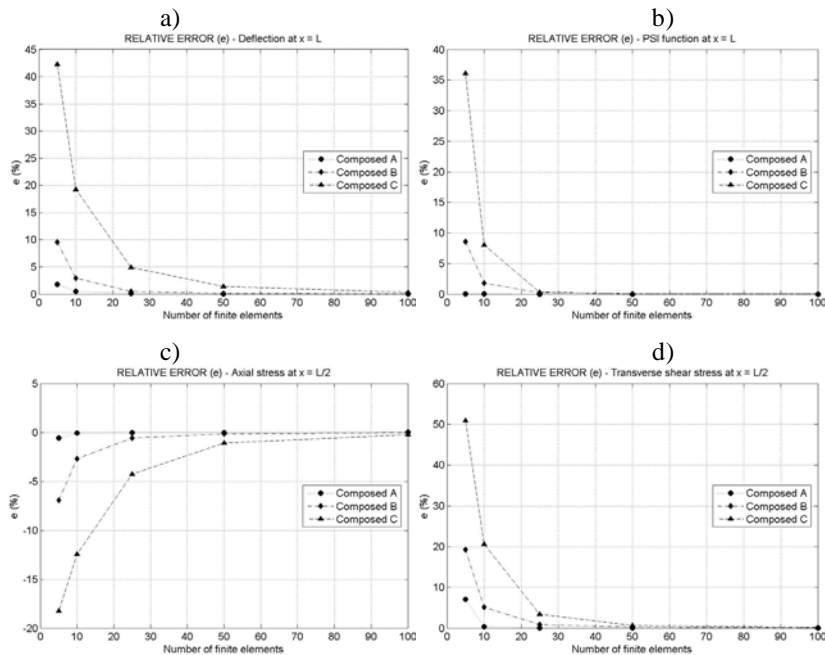 a)
RELATIVE ERROR (e) - Deflection at x = L
45
40
35
30
25
20
15
10
5
0
e (%)
0 10 20 30 40 50 60 70 80 90 100
Number of finite elements
Composed A
Composed B
Composed C
b)
RELATIVE ERROR (e) - PSI function at x = L
40
35
30
25
20
15
10
5
0
e (%)
0 10 20 30 40 50 60 70 80 90 100
Number of finite elements
Composed A
Composed B
Composed C
c)
RELATIVE ERROR (e) - Axial stress at x = L/2
5
0
-5
-10
-15
-20
e (%)
0 10 20 30 40 50 60 70 80 90 100
Number of finite elements
Composed A
Composed B
Composed C
d)
RELATIVE ERROR (e) - Transverse shear stress at x = L/2
60
50
40
30
20
10
0
e (%)
0 10 20 30 40 50 60 70 80 90 100
Number of finite elements
Composed A
Composed B
Composed C